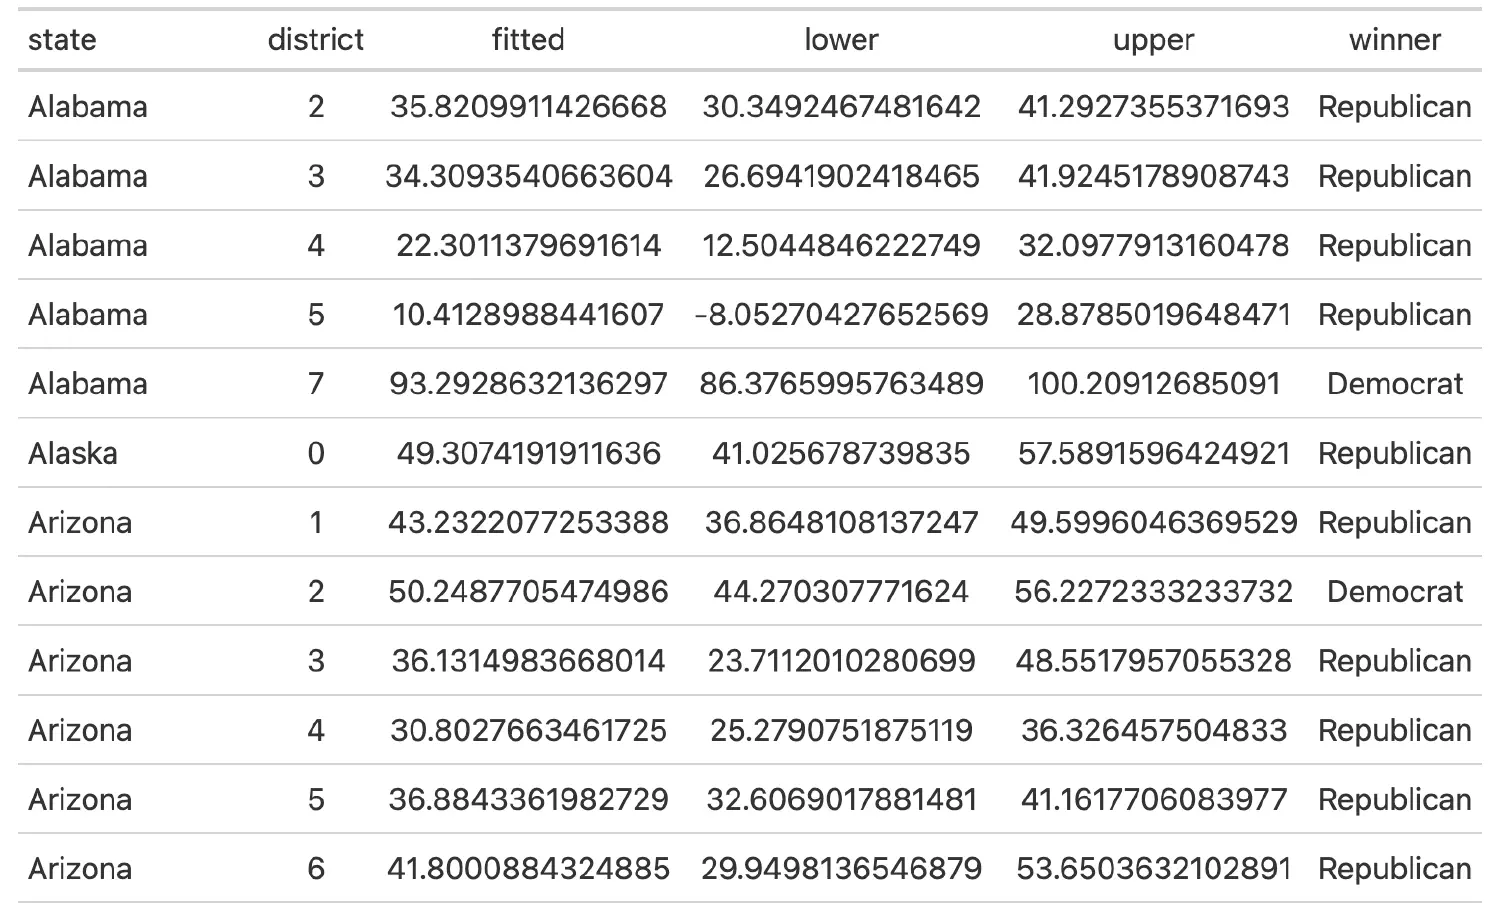 state district fitted lower upper winner
Alabama 2 35.8209911426668 30.3492467481642 41.2927355371693 Republican
Alabama 3 34.3093540663604 26.6941902418465 41.9245178908743 Republican
Alabama 4 22.3011379691614 12.5044846222749 32.0977913160478 Republican
Alabama 5 10.4128988441607 -8.05270427652569 28.8785019648471 Republican
Alabama 7 93.2928632136297 86.3765995763489 100.20912685091 Democrat
Alaska 0 49.3074191911636 41.025678739835 57.5891596424921 Republican
Arizona 1 43.2322077253388 36.8648108137247 49.5996046369529 Republican
Arizona 2 50.2487705474986 44.270307771624 56.2272333233732 Democrat
Arizona 3 36.1314983668014 23.7112010280699 48.5517957055328 Republican
Arizona 4 30.8027663461725 25.2790751875119 36.326457504833 Republican
Arizona 5 36.8843361982729 32.6069017881481 41.1617706083977 Republican
Arizona 6 41.8000884324885 29.9498136546879 53.6503632102891 Republican